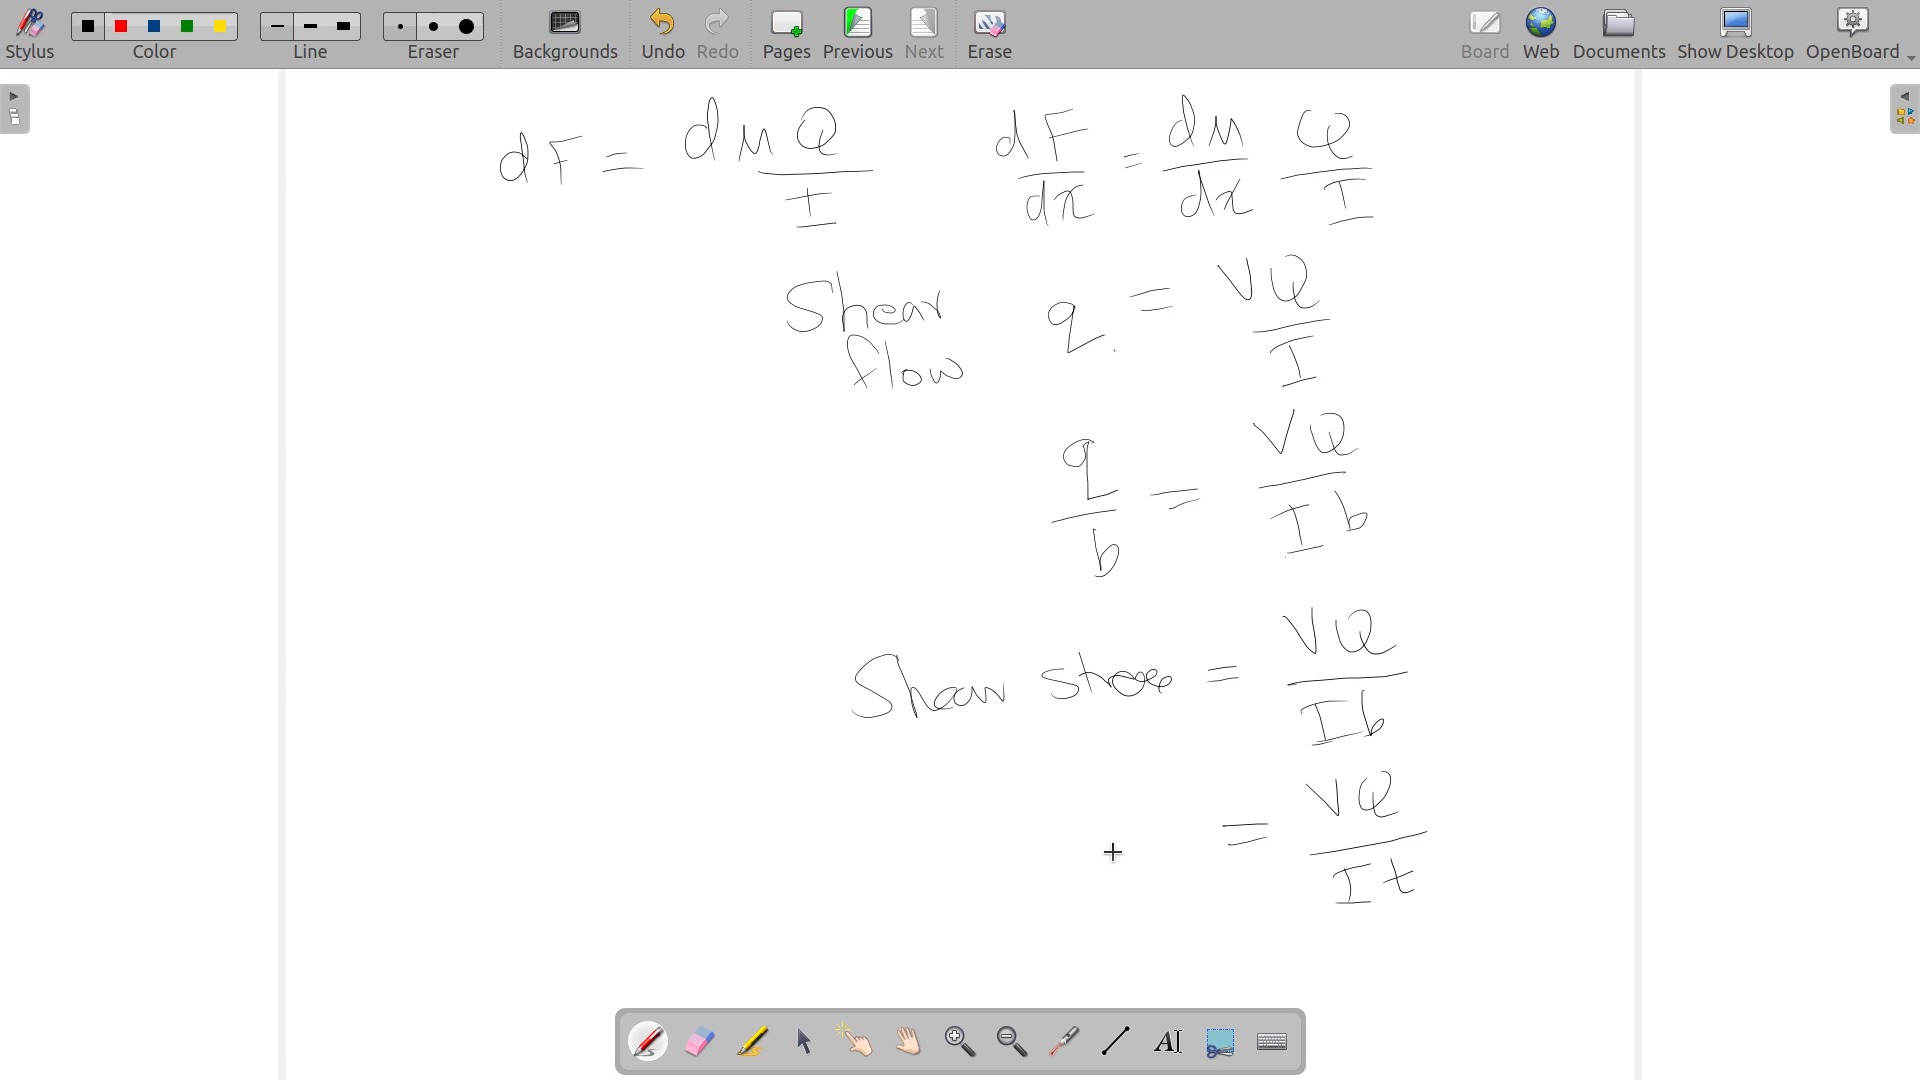 Stylus Color Line Eraser Backgrounds Undo Redo Pages Previous Next Erase Board Web Documents Show Desktop OpenBoard
dF = dM Q / I    dF/dx = dM/dx Q/I
Shear flow q = VQ / I
q / b = VQ / Ib
Shear stress = VQ / Ib
= VQ / It